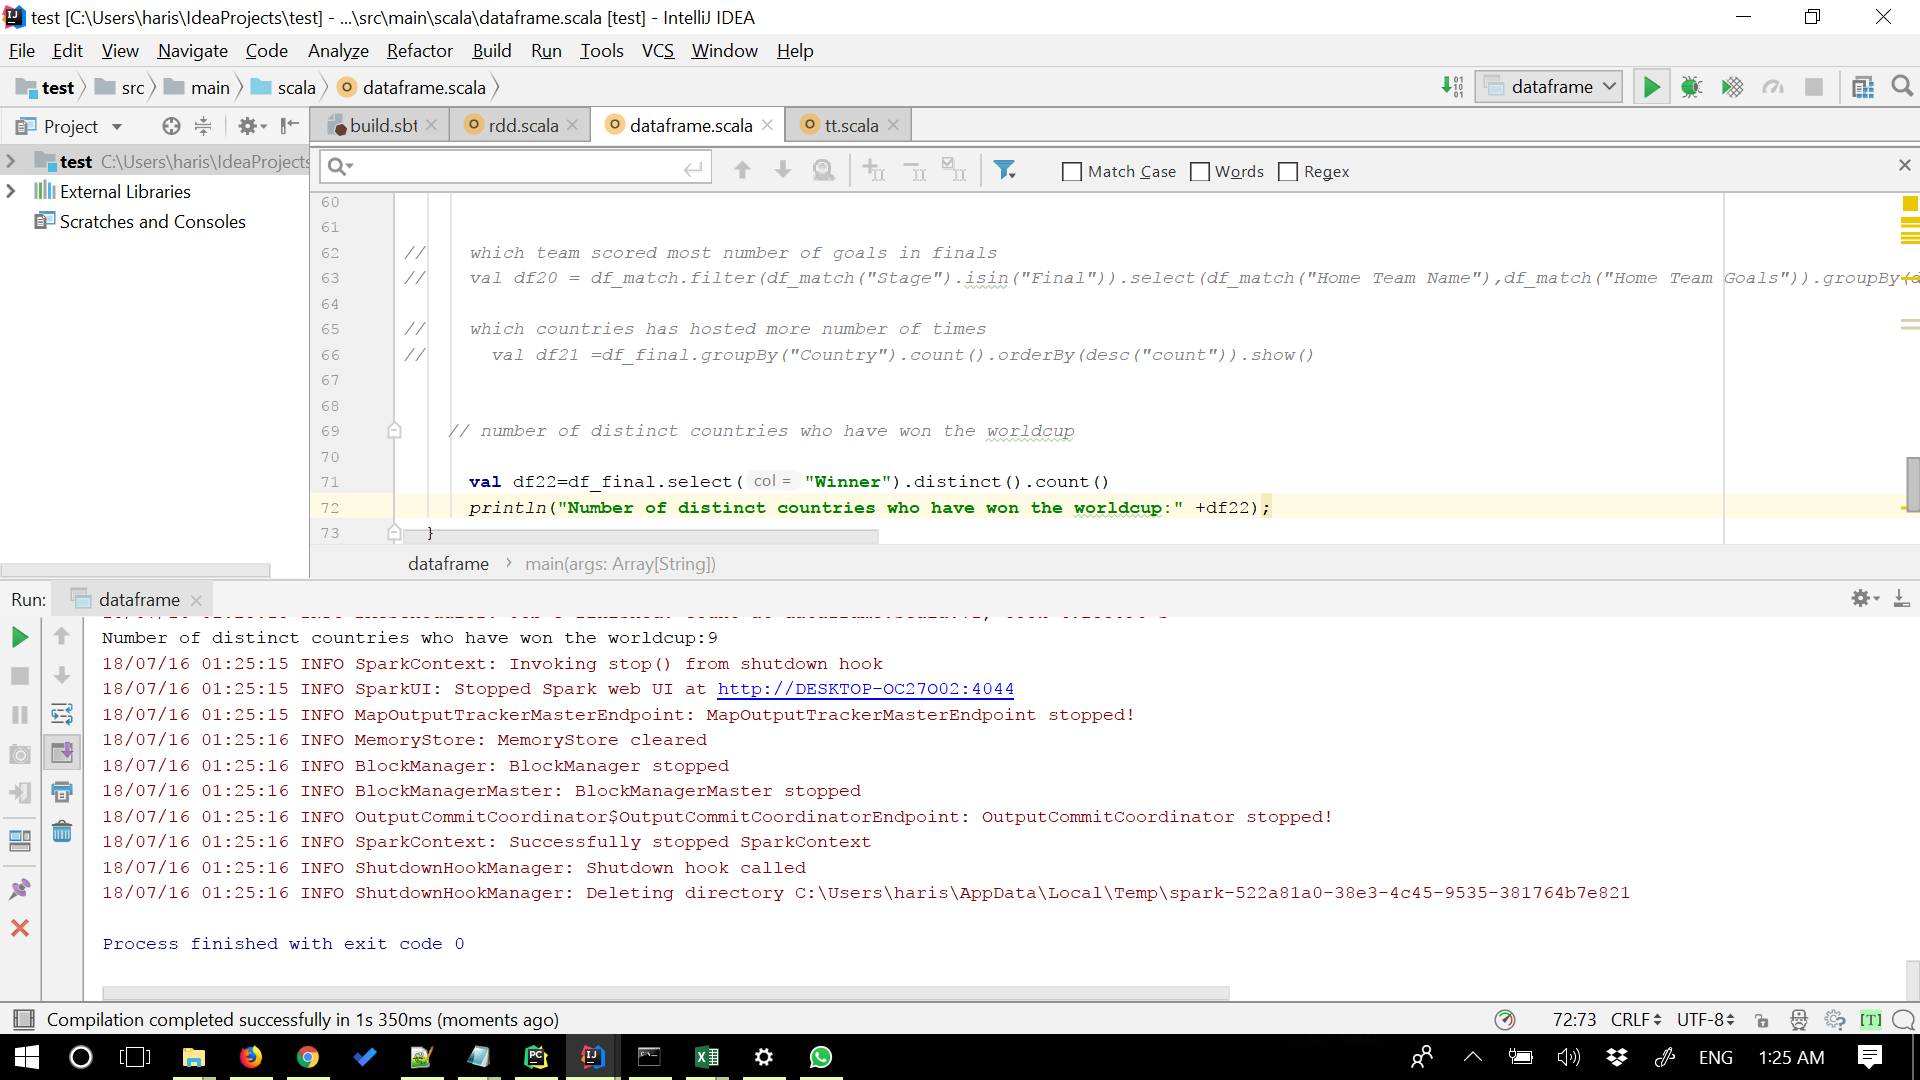 test [C:\Users\haris\IdeaProjects\test] - ...\src\main\scala\dataframe.scala [test] - IntelliJ IDEA
File Edit View Navigate Code Analyze Refactor Build Run Tools VCS Window Help
test src main scala dataframe.scala dataframe
Project build.sbt rdd.scala dataframe.scala tt.scala
test C:\Users\haris\IdeaProjects
External Libraries
Scratches and Consoles
Match Case Words Regex
60
61
62 // which team scored most number of goals in finals
63 // val df20 = df_match.filter(df_match("Stage").isin("Final")).select(df_match("Home Team Name"),df_match("Home Team Goals")).groupBy(d
64
65 // which countries has hosted more number of times
66 // val df21 =df_final.groupBy("Country").count().orderBy(desc("count")).show()
67
68
69 // number of distinct countries who have won the worldcup
70
71 val df22=df_final.select( col = "Winner").distinct().count()
72 println("Number of distinct countries who have won the worldcup:" +df22);
73 }
dataframe main(args: Array[String])
Run: dataframe
Number of distinct countries who have won the worldcup:9
18/07/16 01:25:15 INFO SparkContext: Invoking stop() from shutdown hook
18/07/16 01:25:15 INFO SparkUI: Stopped Spark web UI at http://DESKTOP-OC27O02:4044
18/07/16 01:25:15 INFO MapOutputTrackerMasterEndpoint: MapOutputTrackerMasterEndpoint stopped!
18/07/16 01:25:16 INFO MemoryStore: MemoryStore cleared
18/07/16 01:25:16 INFO BlockManager: BlockManager stopped
18/07/16 01:25:16 INFO BlockManagerMaster: BlockManagerMaster stopped
18/07/16 01:25:16 INFO OutputCommitCoordinator$OutputCommitCoordinatorEndpoint: OutputCommitCoordinator stopped!
18/07/16 01:25:16 INFO SparkContext: Successfully stopped SparkContext
18/07/16 01:25:16 INFO ShutdownHookManager: Shutdown hook called
18/07/16 01:25:16 INFO ShutdownHookManager: Deleting directory C:\Users\haris\AppData\Local\Temp\spark-522a81a0-38e3-4c45-9535-381764b7e821
Process finished with exit code 0
Compilation completed successfully in 1s 350ms (moments ago) 72:73 CRLF UTF-8 [T]
ENG 1:25 AM